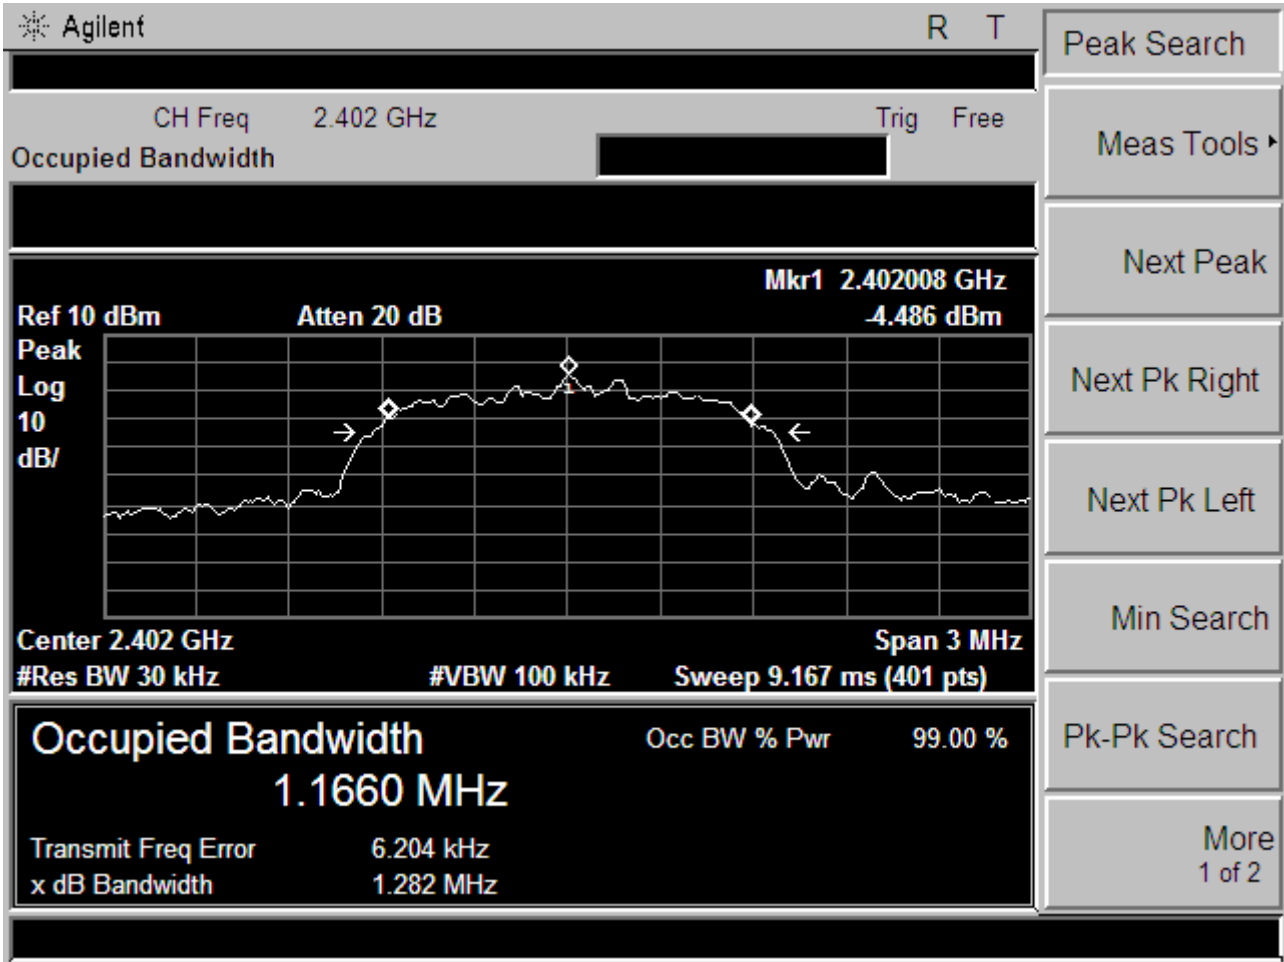 Agilent R T
CH Freq 2.402 GHz Trig Free
Occupied Bandwidth
Mkr1 2.402008 GHz
Ref 10 dBm Atten 20 dB -4.486 dBm
Peak
Log
10
dB/
1
Center 2.402 GHz Span 3 MHz
#Res BW 30 kHz #VBW 100 kHz Sweep 9.167 ms (401 pts)
Occupied Bandwidth Occ BW % Pwr 99.00 %
1.1660 MHz
Transmit Freq Error 6.204 kHz
x dB Bandwidth 1.282 MHz
Peak Search
Meas Tools
Next Peak
Next Pk Right
Next Pk Left
Min Search
Pk-Pk Search
More
1 of 2